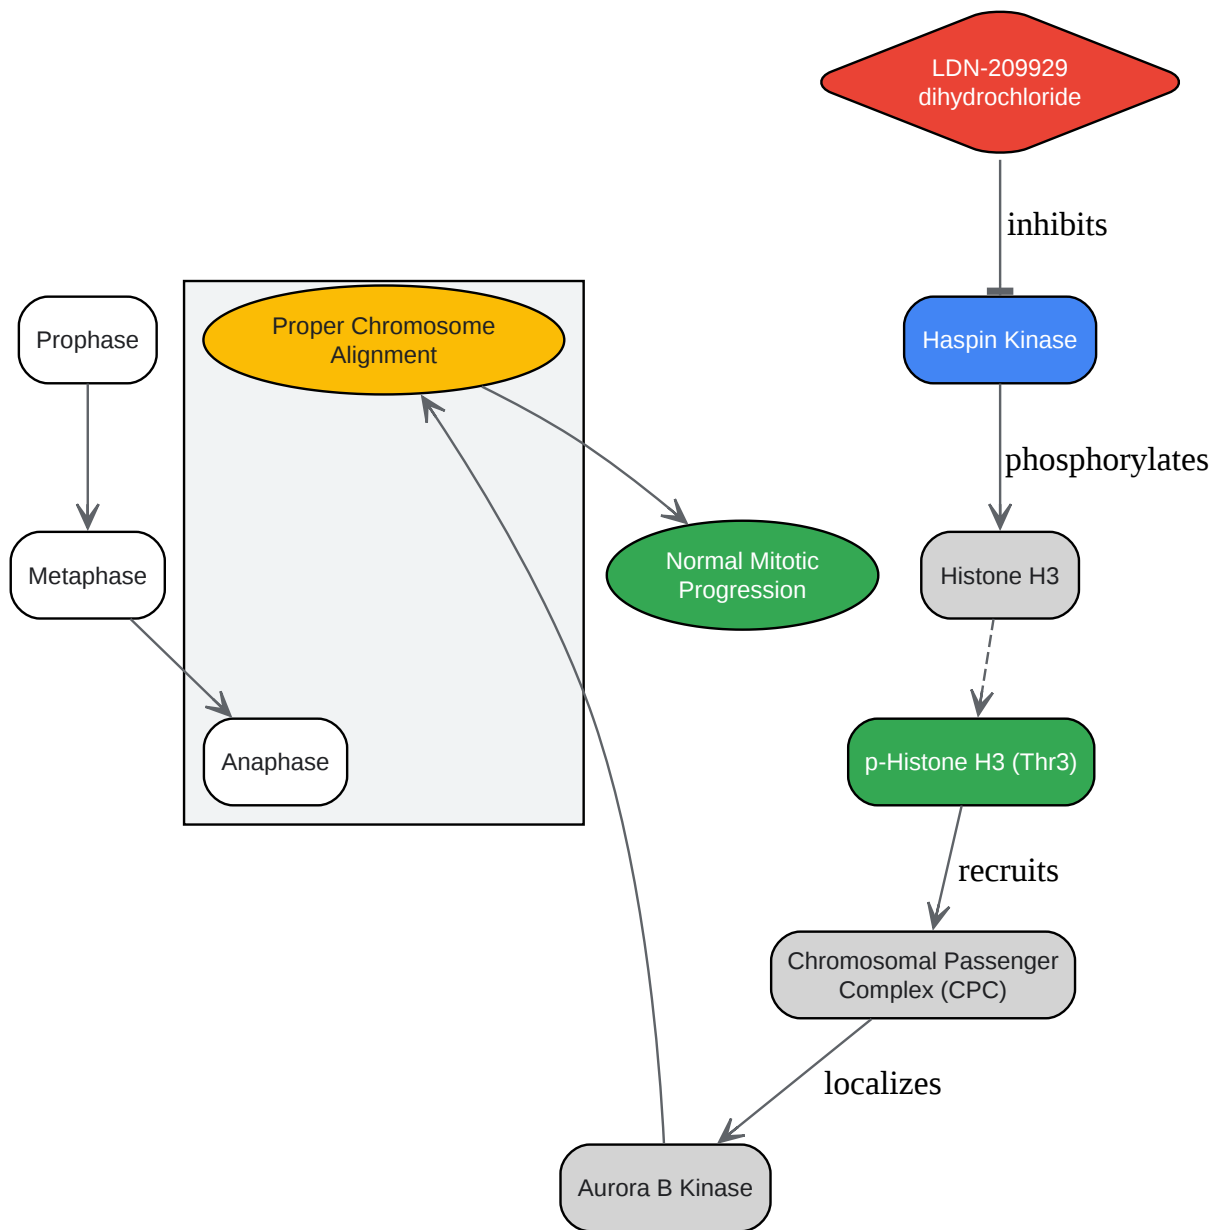 LDN-209929
dihydrochloride
inhibits
Prophase
Proper Chromosome
Alignment
Haspin Kinase
phosphorylates
Metaphase
Normal Mitotic
Progression
Histone H3
Anaphase
p-Histone H3 (Thr3)
recruits
Chromosomal Passenger
Complex (CPC)
localizes
Aurora B Kinase